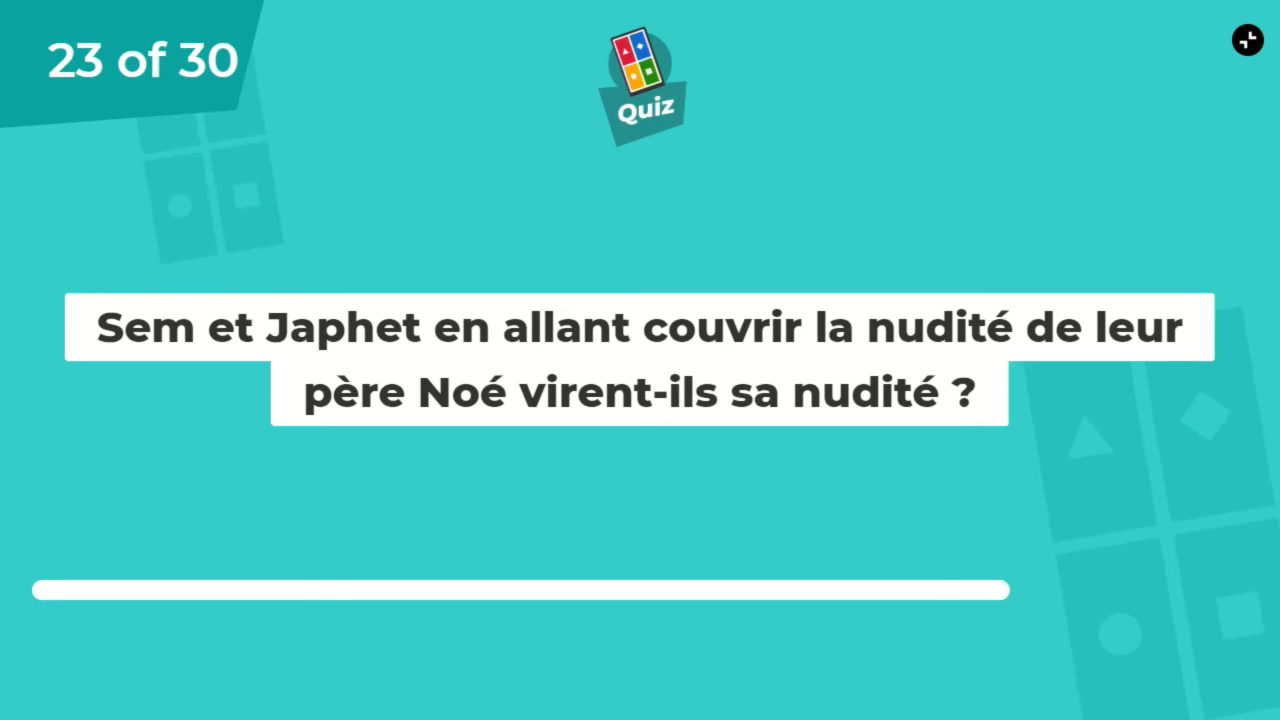 23 of 30
Quiz
Sem et Japhet en allant couvrir la nudité de leur
père Noé virent-ils sa nudité ?